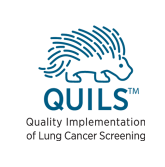 QUILS™
Quality Implementation
of Lung Cancer Screening